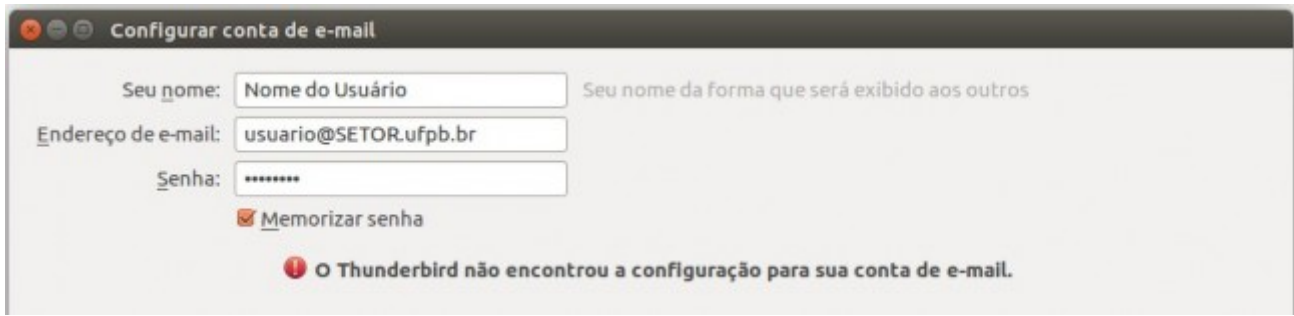 Configurar conta de e-mail
Seu nome: Nome do Usuário Seu nome da forma que será exibido aos outros
Endereço de e-mail: usuario@SETOR.ufpb.br
Senha: ••••••••
Memorizar senha
O Thunderbird não encontrou a configuração para sua conta de e-mail.